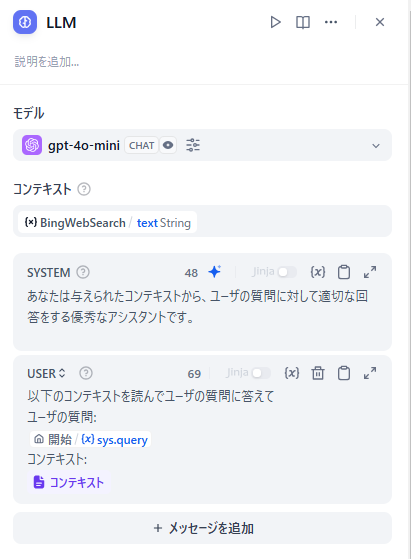 LLM
説明を追加...
モデル
gpt-4o-mini CHAT
コンテキスト
{x} BingWebSearch / text String
SYSTEM 48 Jinja {x}
あなたは与えられたコンテキストから、ユーザの質問に対して適切な回
答をする優秀なアシスタントです。
USER 69 Jinja {x}
以下のコンテキストを読んでユーザの質問に答えて
ユーザの質問:
開始 / {x} sys.query
コンテキスト:
コンテキスト
+ メッセージを追加